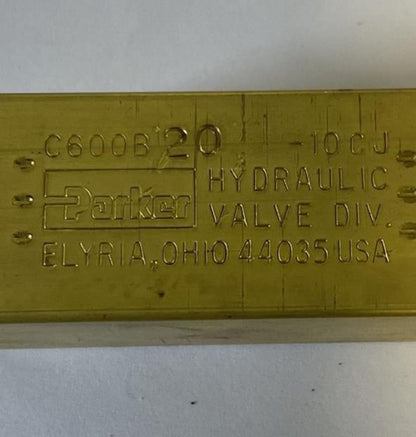 C600B 20 -10CJ
Parker HYDRAULIC
VALVE DIV.
ELYRIA, OHIO 44035 USA